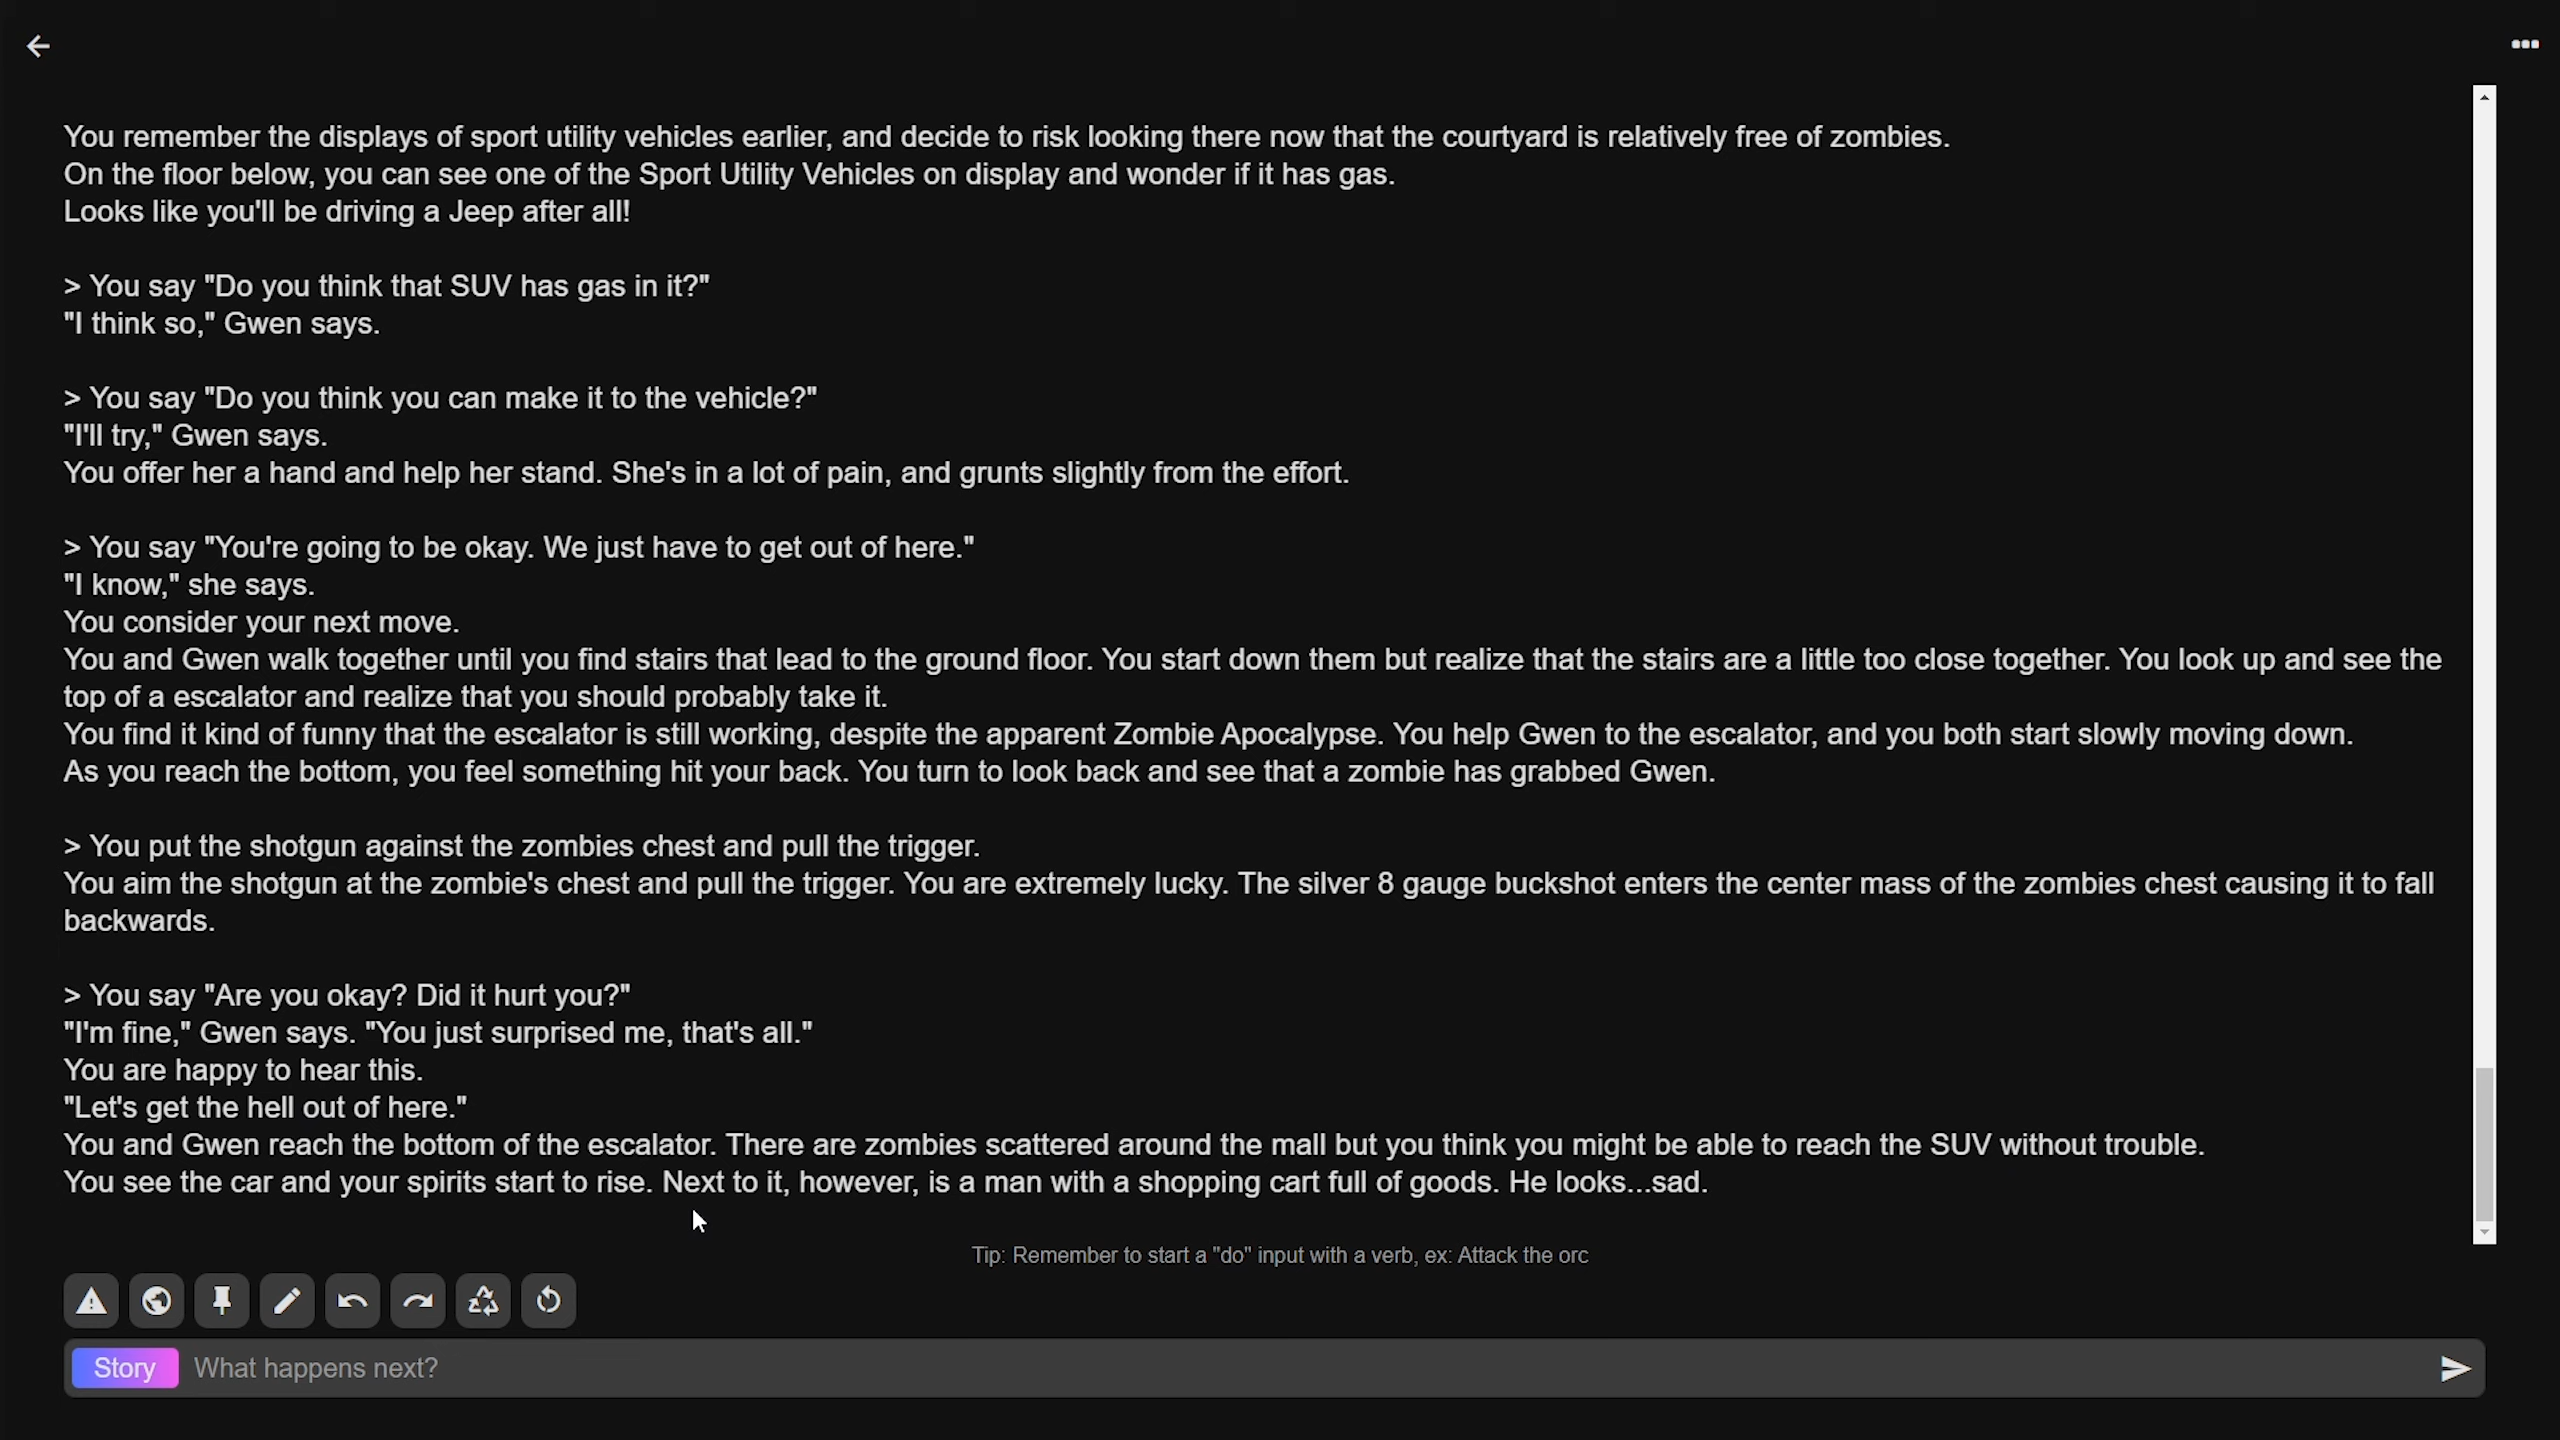 You remember the displays of sport utility vehicles earlier, and decide to risk looking there now that the courtyard is relatively free of zombies.
On the floor below, you can see one of the Sport Utility Vehicles on display and wonder if it has gas.
Looks like you'll be driving a Jeep after all!
> You say "Do you think that SUV has gas in it?"
"I think so," Gwen says.
> You say "Do you think you can make it to the vehicle?"
"I'll try," Gwen says.
You offer her a hand and help her stand. She's in a lot of pain, and grunts slightly from the effort.
> You say "You're going to be okay. We just have to get out of here."
"I know," she says.
You consider your next move.
You and Gwen walk together until you find stairs that lead to the ground floor. You start down them but realize that the stairs are a little too close together. You look up and see the
top of a escalator and realize that you should probably take it.
You find it kind of funny that the escalator is still working, despite the apparent Zombie Apocalypse. You help Gwen to the escalator, and you both start slowly moving down.
As you reach the bottom, you feel something hit your back. You turn to look back and see that a zombie has grabbed Gwen.
> You put the shotgun against the zombies chest and pull the trigger.
You aim the shotgun at the zombie's chest and pull the trigger. You are extremely lucky. The silver 8 gauge buckshot enters the center mass of the zombies chest causing it to fall
backwards.
> You say "Are you okay? Did it hurt you?"
"I'm fine," Gwen says. "You just surprised me, that's all."
You are happy to hear this.
"Let's get the hell out of here."
You and Gwen reach the bottom of the escalator. There are zombies scattered around the mall but you think you might be able to reach the SUV without trouble.
You see the car and your spirits start to rise. Next to it, however, is a man with a shopping cart full of goods. He looks...sad.
Tip: Remember to start a "do" input with a verb, ex: Attack the orc
Story What happens next?